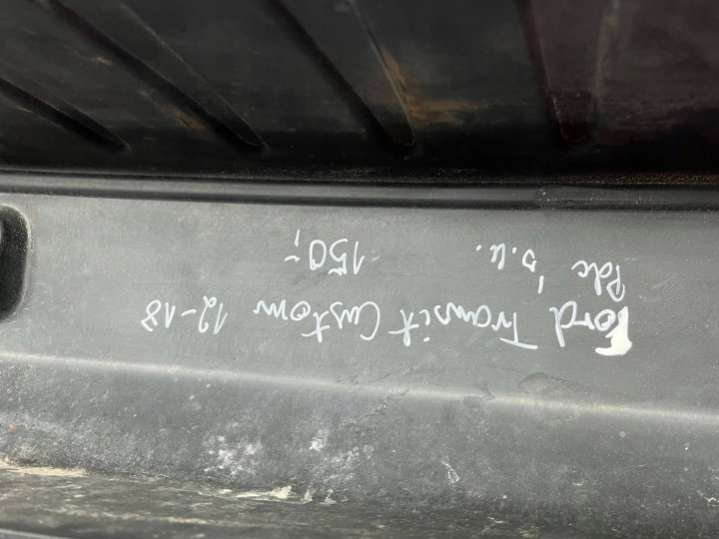 Ford Transit Custom 12-18
Pdc 150,-